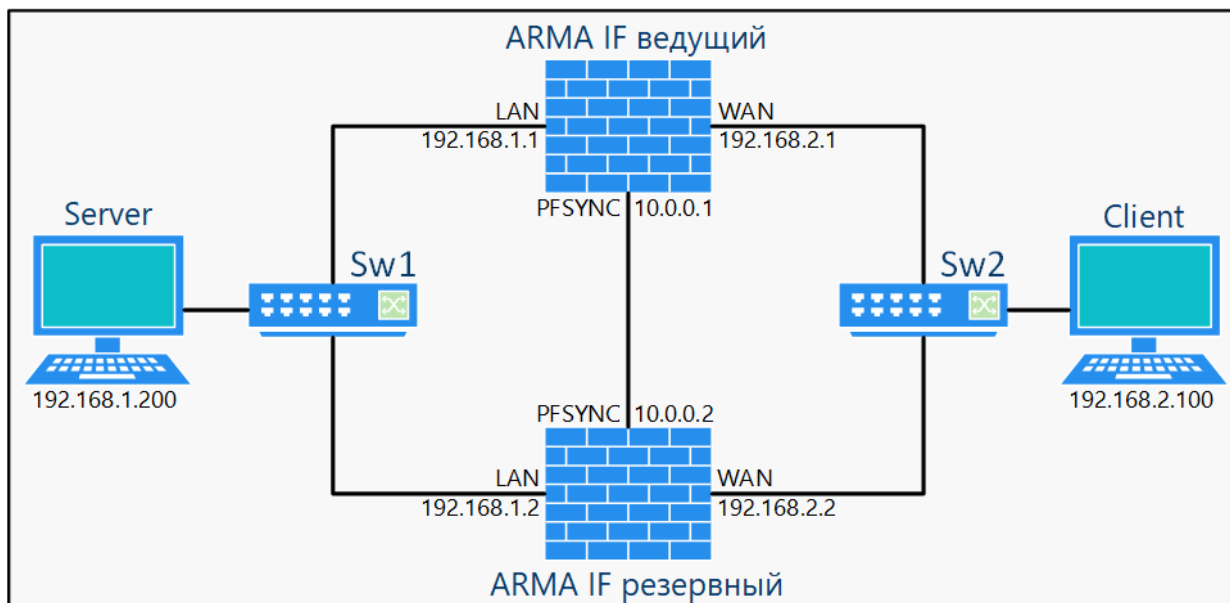 ARMA IF ведущий
LAN
WAN
192.168.1.1
192.168.2.1
PFSYNC
10.0.0.1
Server
Client
Sw1
Sw2
192.168.1.200
192.168.2.100
PFSYNC
10.0.0.2
LAN
WAN
192.168.1.2
192.168.2.2
ARMA IF резервный